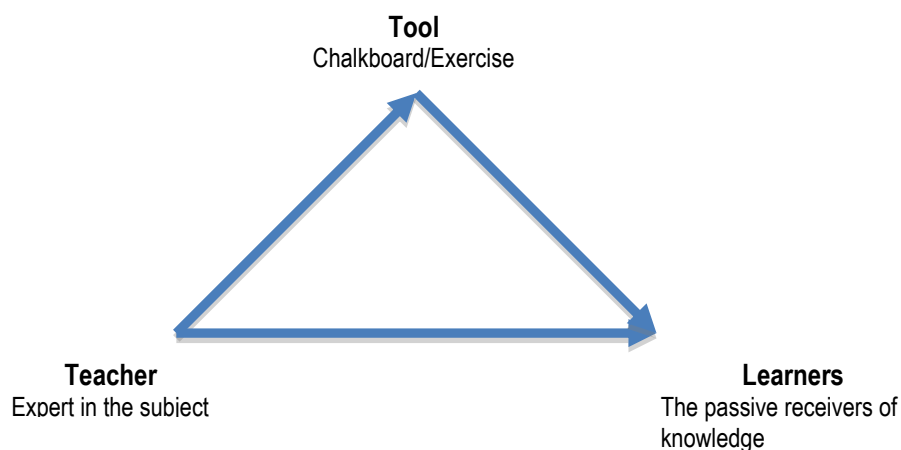 Tool
Chalkboard/Exercise
Teacher
Expert in the subject
Learners
The passive receivers of
knowledge